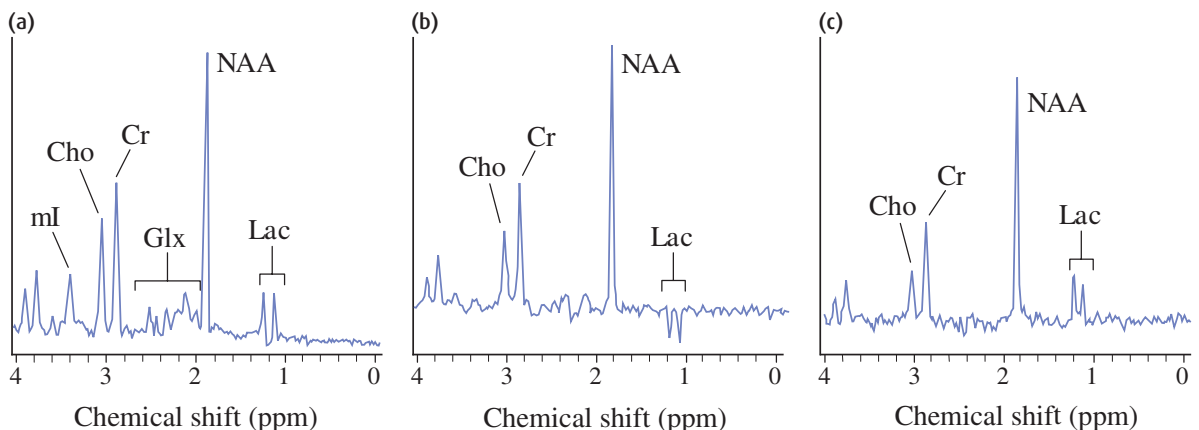 (a)
NAA
Cr
Cho
mI
Glx
Lac
4 3 2 1 0
Chemical shift (ppm)
(b)
NAA
Cr
Cho
Lac
4 3 2 1 0
Chemical shift (ppm)
(c)
NAA
Cr
Cho
Lac
4 3 2 1 0
Chemical shift (ppm)